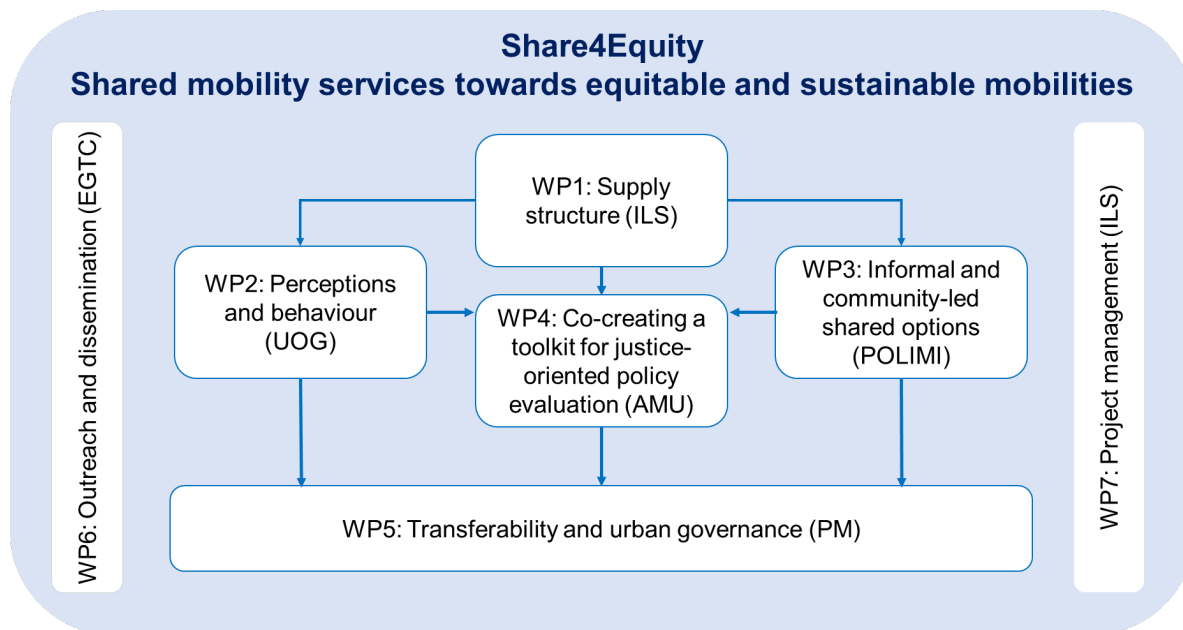 Share4Equity
Shared mobility services towards equitable and sustainable mobilities
WP6: Outreach and dissemination (EGTC)
WP1: Supply
structure (ILS)
WP2: Perceptions
and behaviour
(UOG)
WP4: Co-creating a
toolkit for justice-
oriented policy
evaluation (AMU)
WP3: Informal and
community-led
shared options
(POLIMI)
WP5: Transferability and urban governance (PM)
WP7: Project management (ILS)